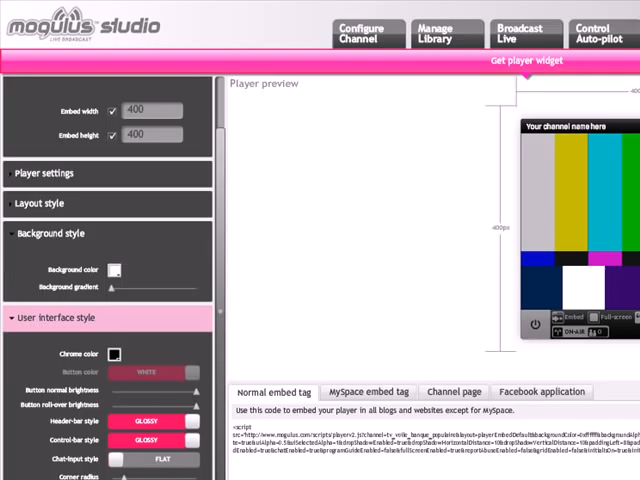 mogulus studio
LIVE BROADCAST
Configure Channel
Manage Library
Broadcast Live
Control Auto-pilot
Get player widget
Embed width 400
Embed height 400
Player settings
Layout style
Background style
Background color
Background gradient
User interface style
Chrome color
Button color WHITE
Button normal brightness
Button roll-over brightness
Header-bar style GLOSSY
Control-bar style GLOSSY
Chat-input style FLAT
Corner radius
Player preview
400
400px
Your channel name here
Embed Full-screen
ON-AIR 0
Normal embed tag
MySpace embed tag
Channel page
Facebook application
Use this code to embed your player in all blogs and websites except for MySpace.
<script